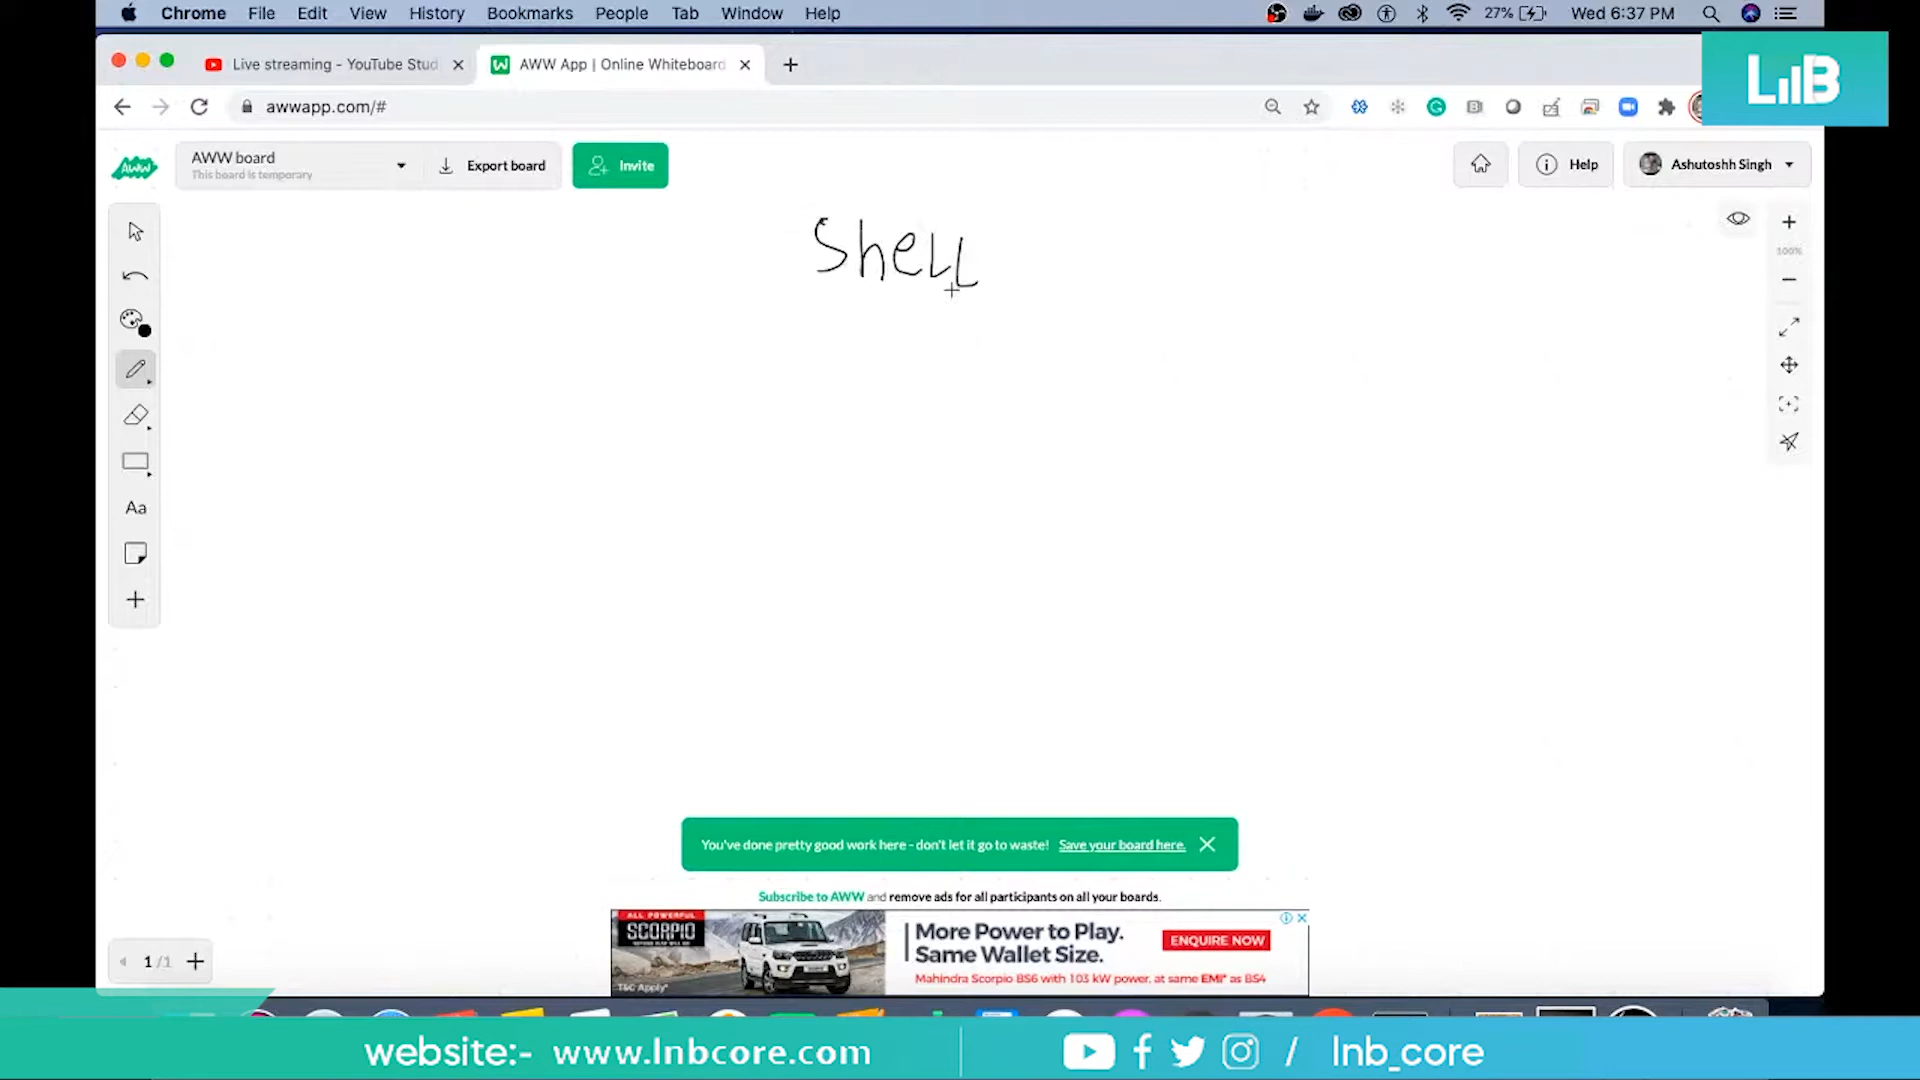 Chrome File Edit View History Bookmarks People Tab Window Help 27% Wed 6:37 PM
Live streaming - YouTube Stud AWW App | Online Whiteboard
LNB
awwapp.com/#
AWW
AWW board
This board is temporary
Export board
Invite
Help
Ashutoshh Singh
Shell
100%
Aa
You've done pretty good work here - don't let it go to waste! Save your board here.
Subscribe to AWW and remove ads for all participants on all your boards.
ALL POWERFUL
SCORPIO
T&C Apply*
More Power to Play.
Same Wallet Size.
ENQUIRE NOW
Mahindra Scorpio BS6 with 103 kW power, at same EMI* as BS4
1 /1
website:- www.lnbcore.com / lnb_core